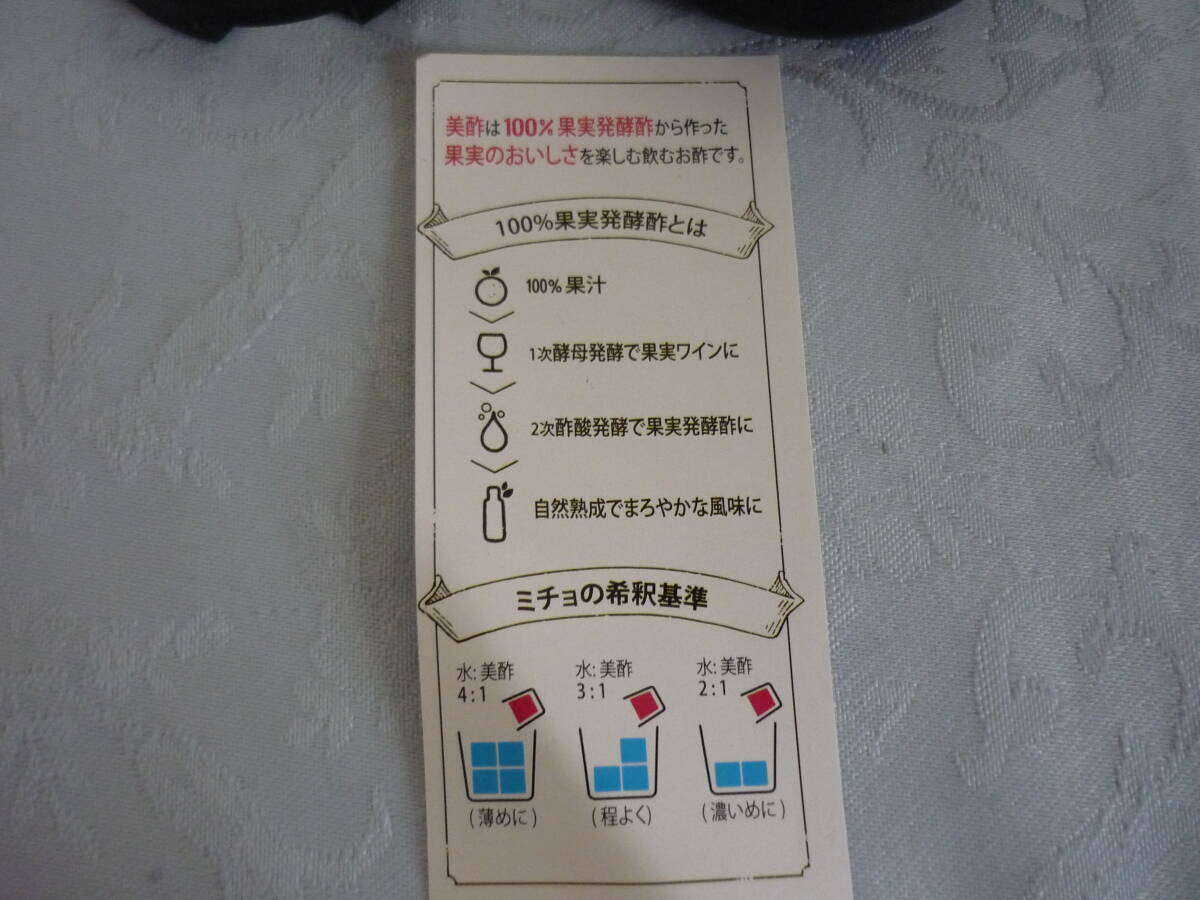 美酢は100%果実発酵酢から作った
果実のおいしさを楽しむ飲むお酢です。
100%果実発酵酢とは
100%果汁
1次酵母発酵で果実ワインに
2次酢酸発酵で果実発酵酢に
自然熟成でまろやかな風味に
ミチョの希釈基準
水:美酢
4:1
(薄めに)
水:美酢
3:1
(程よく)
水:美酢
2:1
(濃いめに)